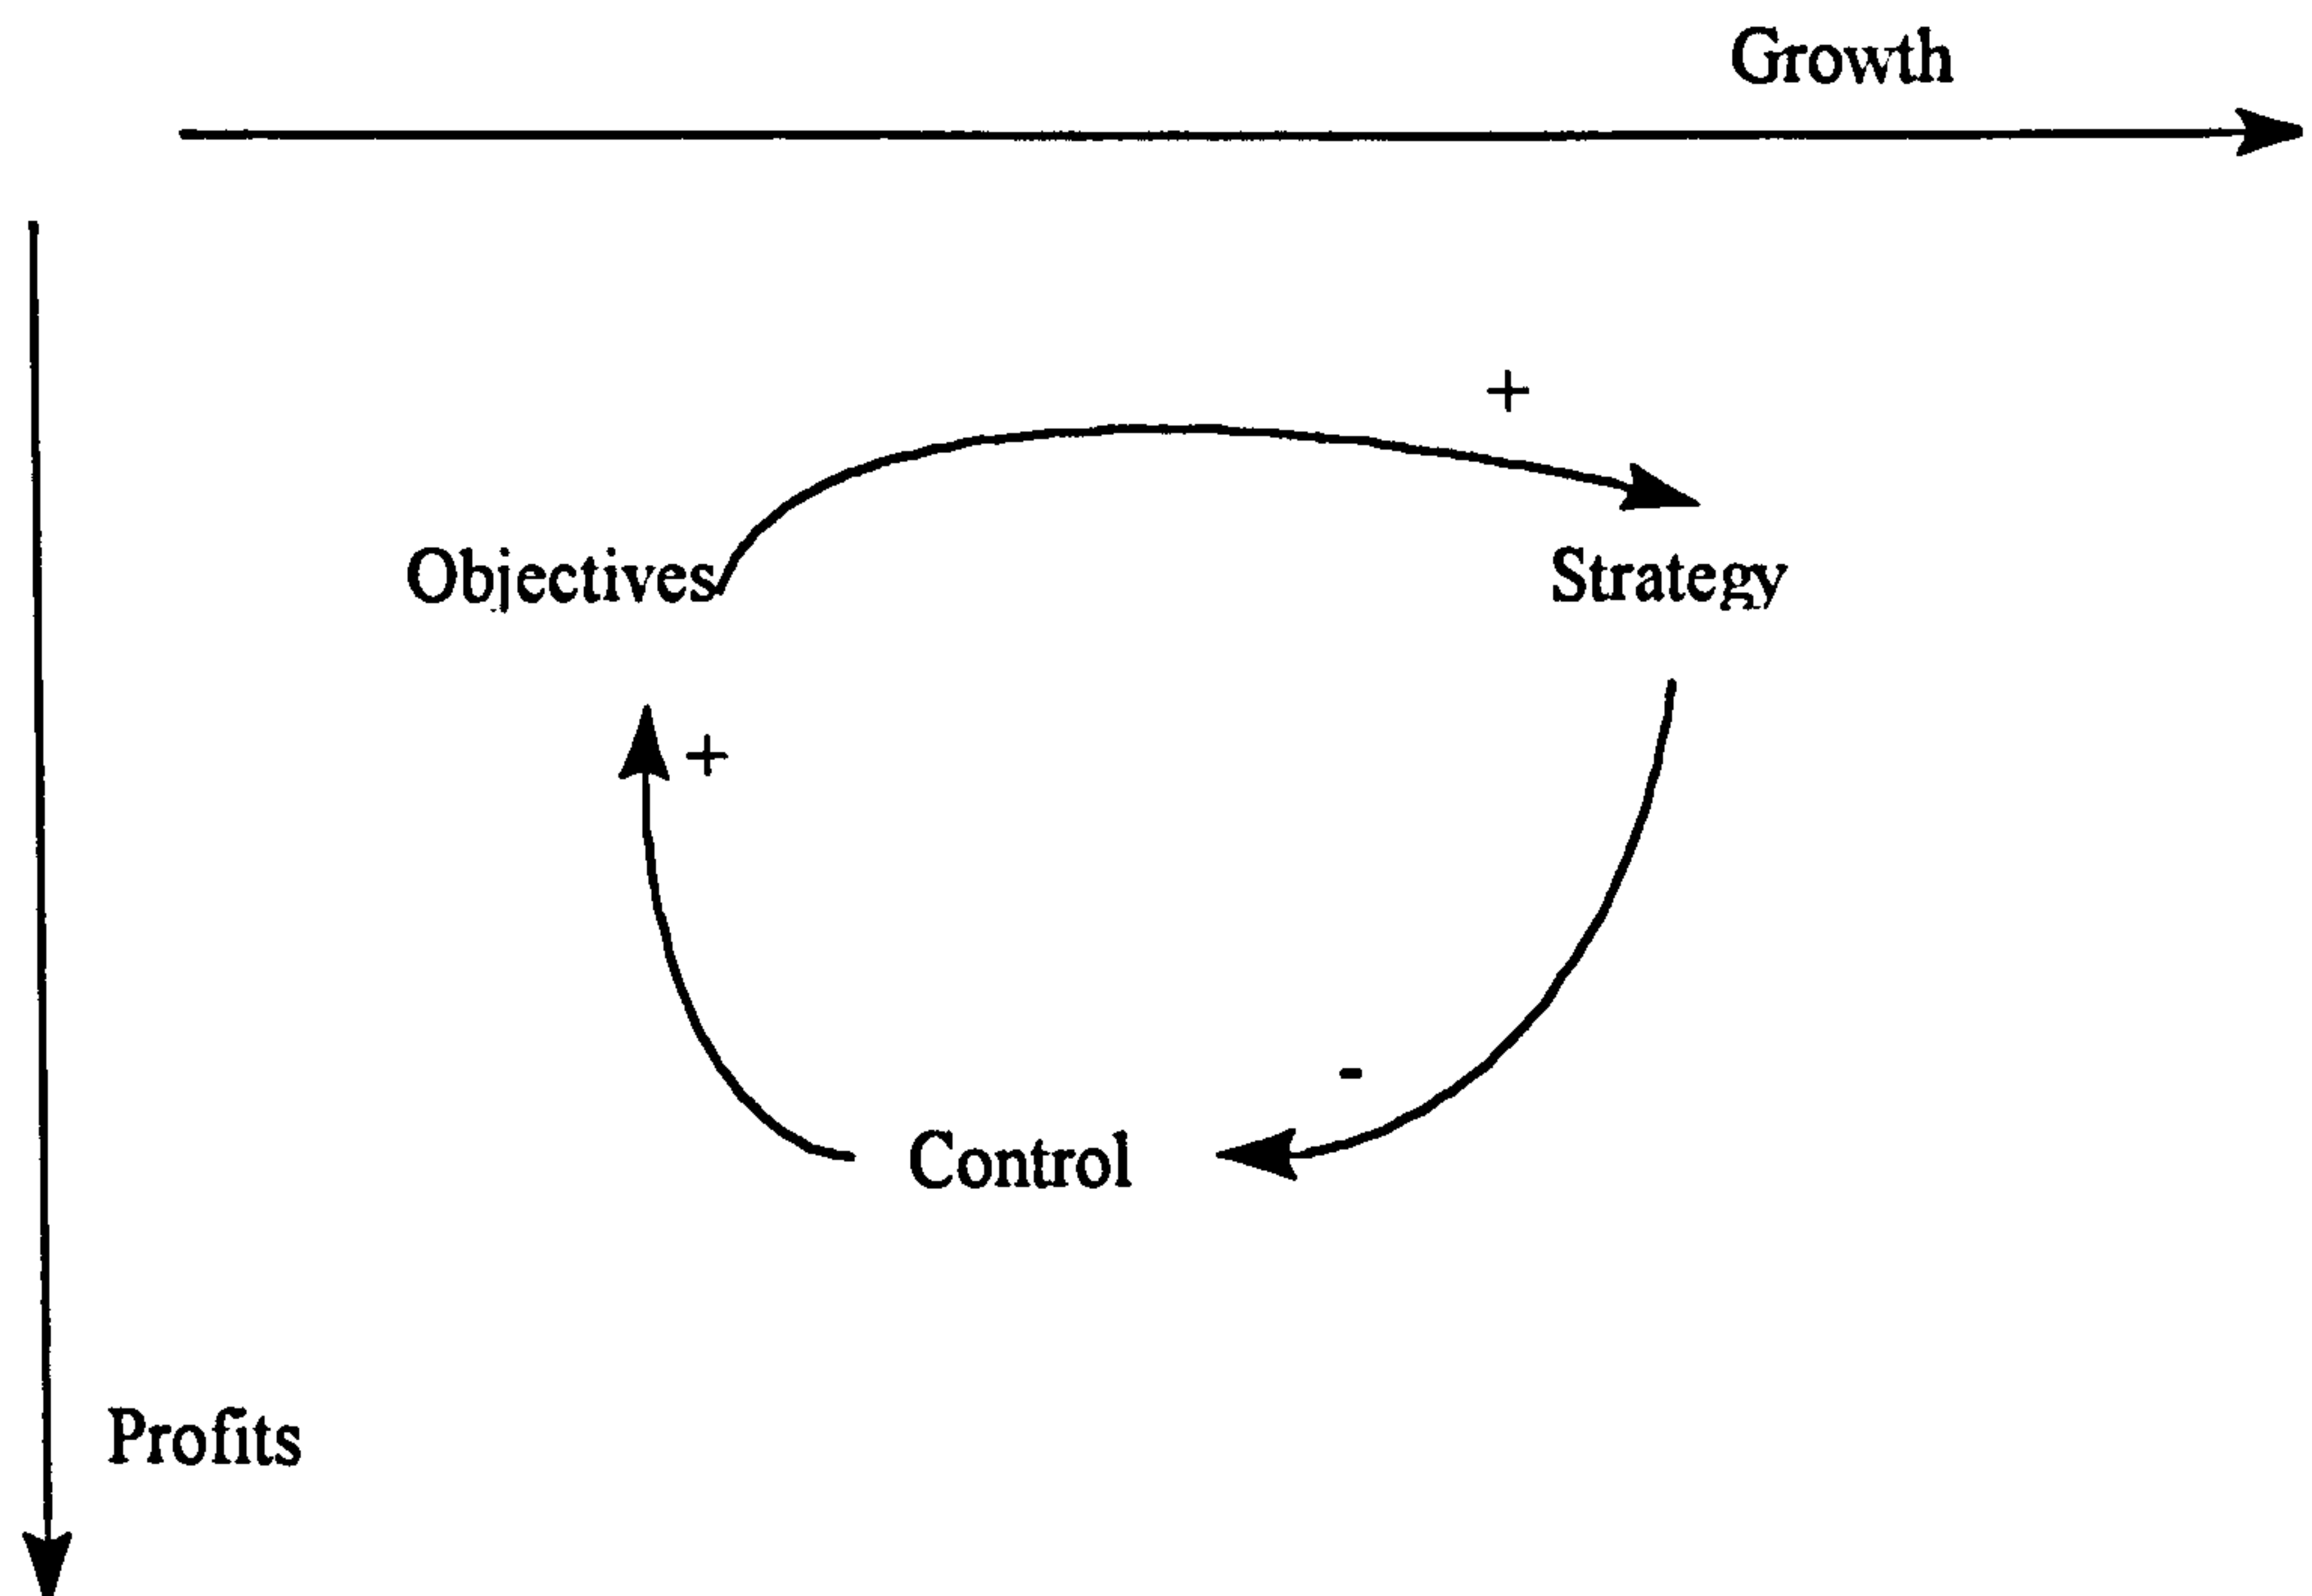 Growth
+
Objectives
Strategy
+
-
Control
Profits